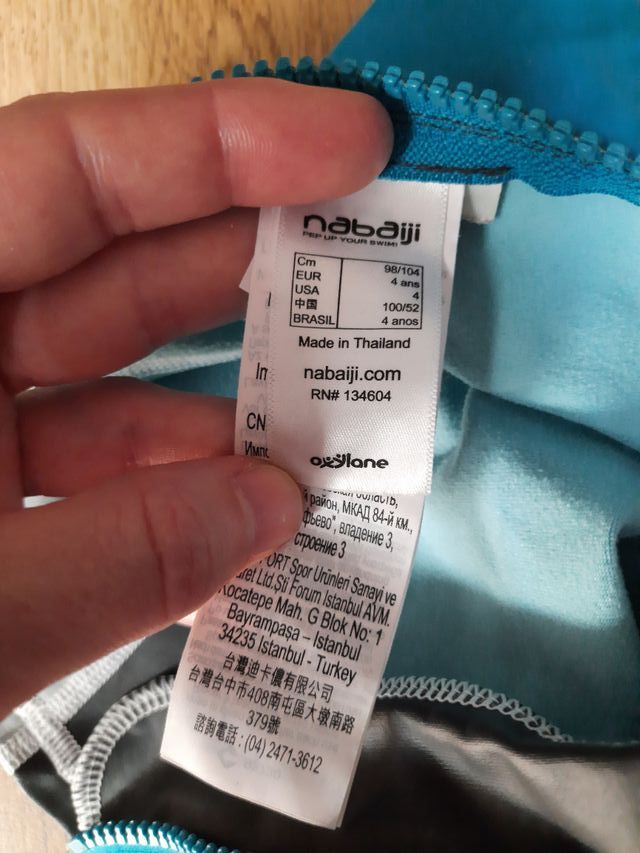 nabaiji
PEP UP YOUR SWIM!
Cm 98/104
EUR 4 ans
USA 4
中国 100/52
BRASIL 4 anos
Made in Thailand
nabaiji.com
RN# 134604
oxylane
CN
район, МКАД 84-й км.,
владение 3,
строение 3
Spor Urünleri Sanayi ve
Ltd.Şti Forum Istanbul AVM.
Kocatepe Mah. G Blok No: 1
Bayrampaşa – Istanbul
34235 Istanbul - Turkey
台灣迪卡儂有限公司
台灣台中市408南屯區大墩南路
379號
諮詢電話 : (04) 2471-3612